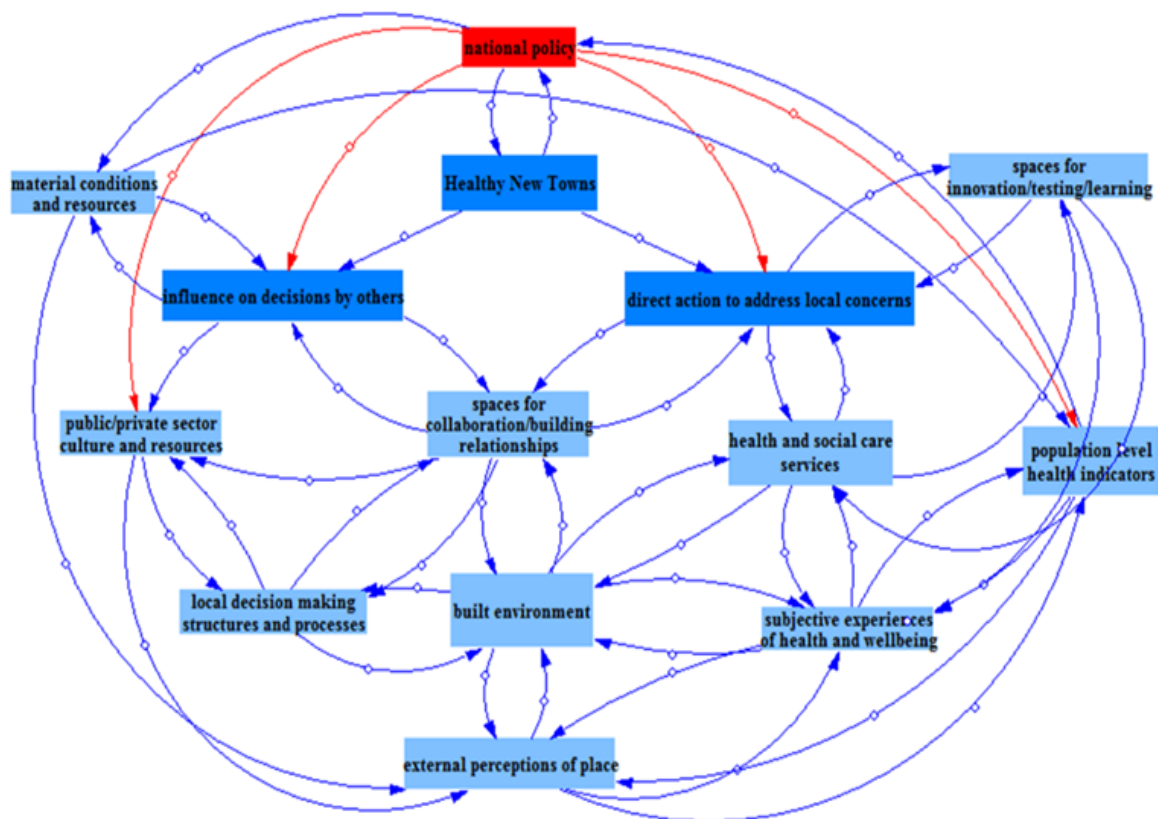 national policy
material conditions
and resources
Healthy New Towns
spaces for
innovation/testing/learning
influence on decisions by others
direct action to address local concerns
public/private sector
culture and resources
spaces for
collaboration/building
relationships
health and social care
services
population level
health indicators
local decision making
structures and processes
built environment
subjective experiences
of health and wellbeing
external perceptions of place